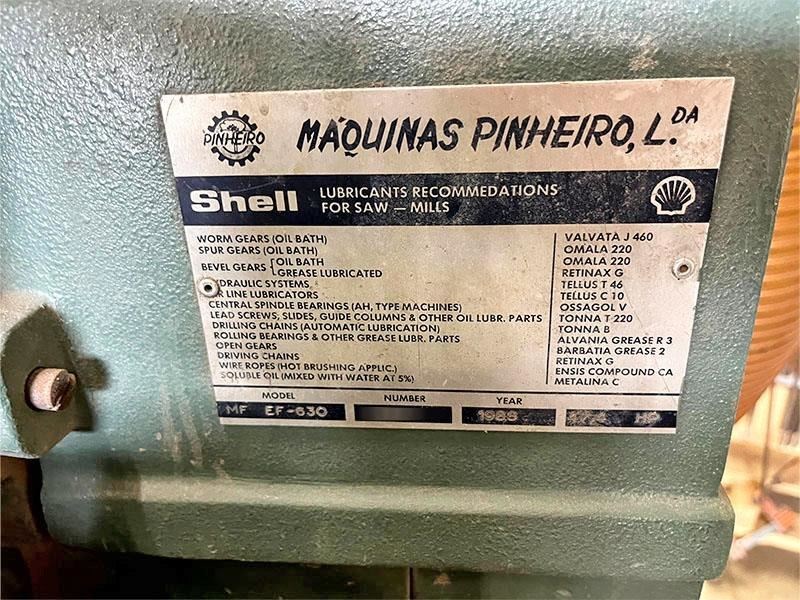 PINHEIRO
MÁQUINAS PINHEIRO, L.DA
Shell LUBRICANTS RECOMMEDATIONS
FOR SAW — MILLS
WORM GEARS (OIL BATH) VALVATA J 460
SPUR GEARS (OIL BATH) OMALA 220
BEVEL GEARS [OIL BATH OMALA 220
GREASE LUBRICATED RETINAX G
SYSTEMS, TELLUS T 46
LINE LUBRICATORS TELLUS C 10
CENTRAL SPINDLE BEARINGS (AH, TYPE MACHINES) OSSAGOL V
LEAD SCREWS, SLIDES, GUIDE COLUMNS & OTHER OIL LUBR. PARTS TONNA T 220
DRILLING CHAINS (AUTOMATIC LUBRICATION) TONNA B
ROLLING BEARINGS & OTHER GREASE LUBR. PARTS ALVANIA GREASE R 3
OPEN GEARS BARBATIA GREASE 2
DRIVING CHAINS RETINAX G
WIRE ROPES (HOT BRUSHING APPLIC.) ENSIS COMPOUND CA
SOLUBLE OIL (MIXED WITH WATER AT 5%) METALINA C
MODEL NUMBER YEAR
MF EF-630 HP